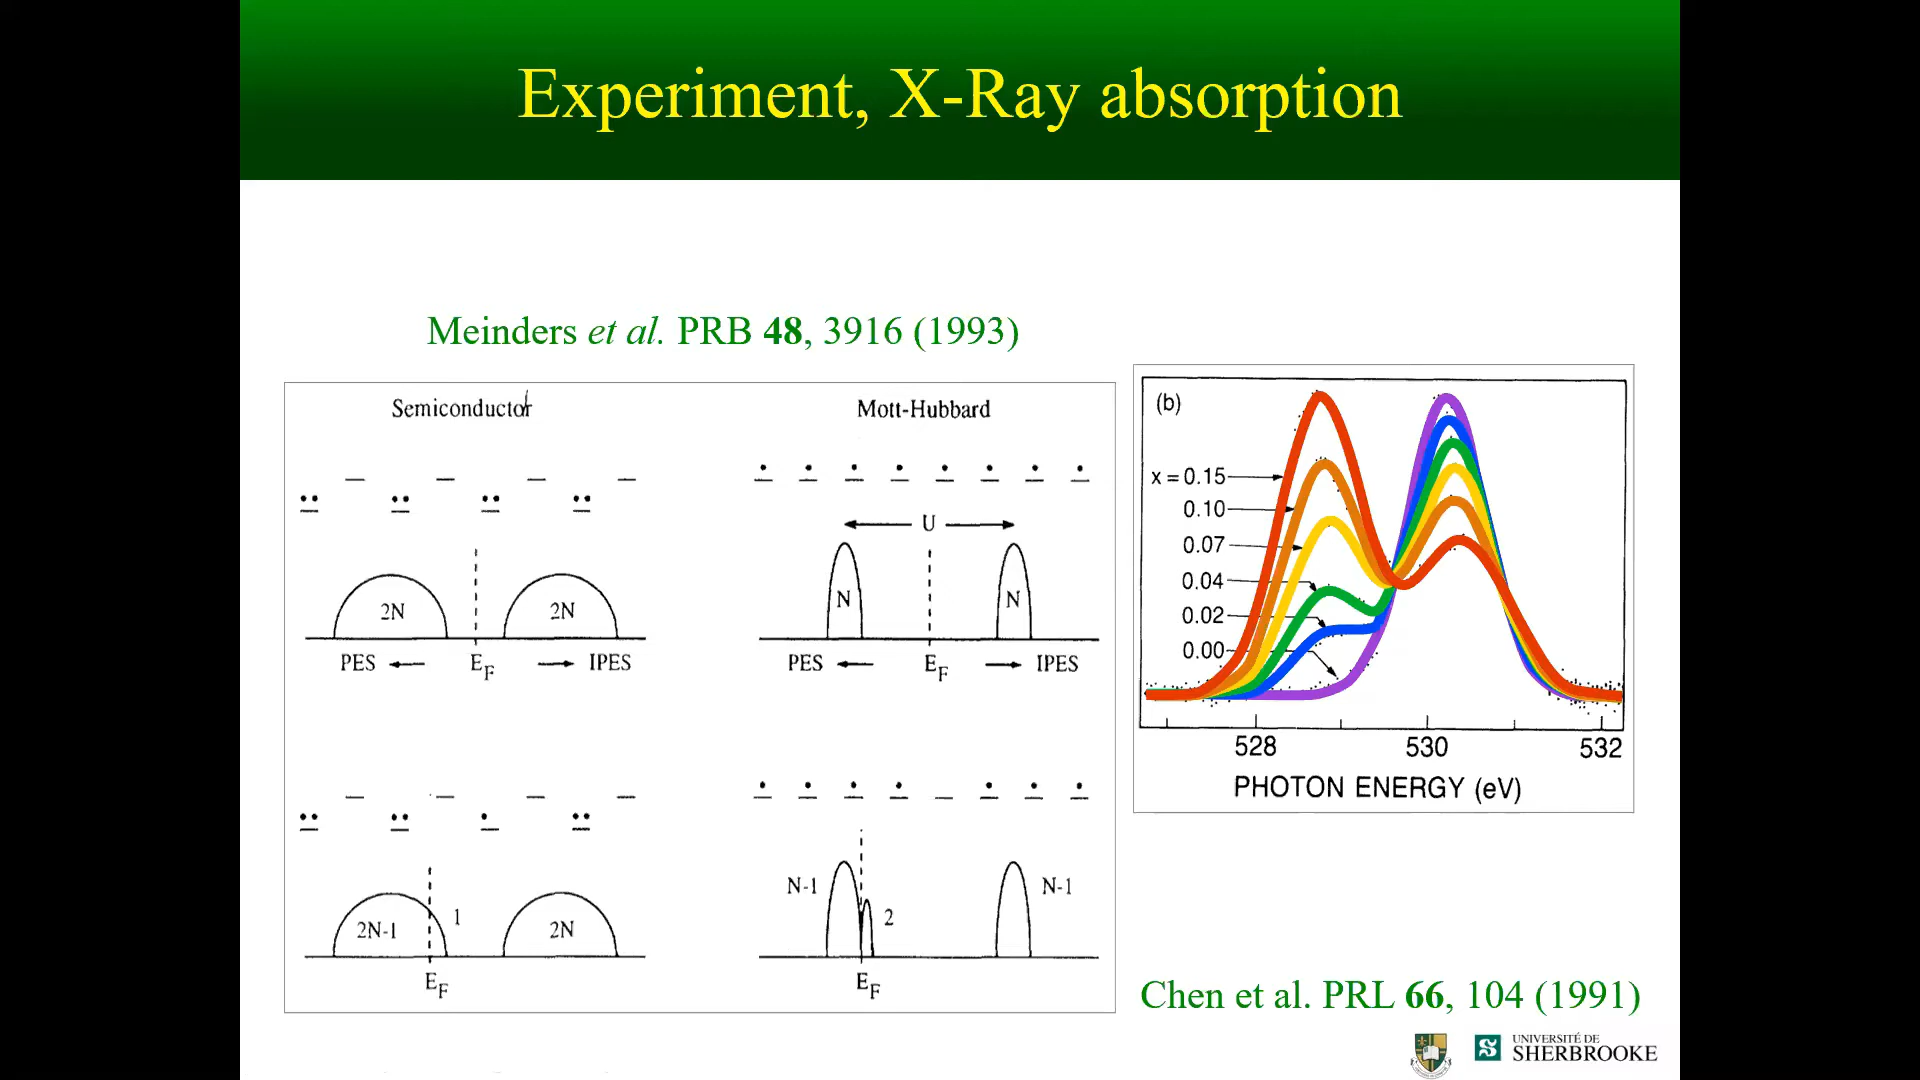 Experiment, X-Ray absorption
Meinders et al. PRB 48, 3916 (1993)
Semiconductor
Mott-Hubbard
U
2N
2N
N
N
PES
E_F
IPES
PES
E_F
IPES
2N-1
1
2N
E_F
N-1
2
N-1
E_F
(b)
x = 0.15
0.10
0.07
0.04
0.02
0.00
528
530
532
PHOTON ENERGY (eV)
Chen et al. PRL 66, 104 (1991)
UNIVERSITÉ DE
SHERBROOKE